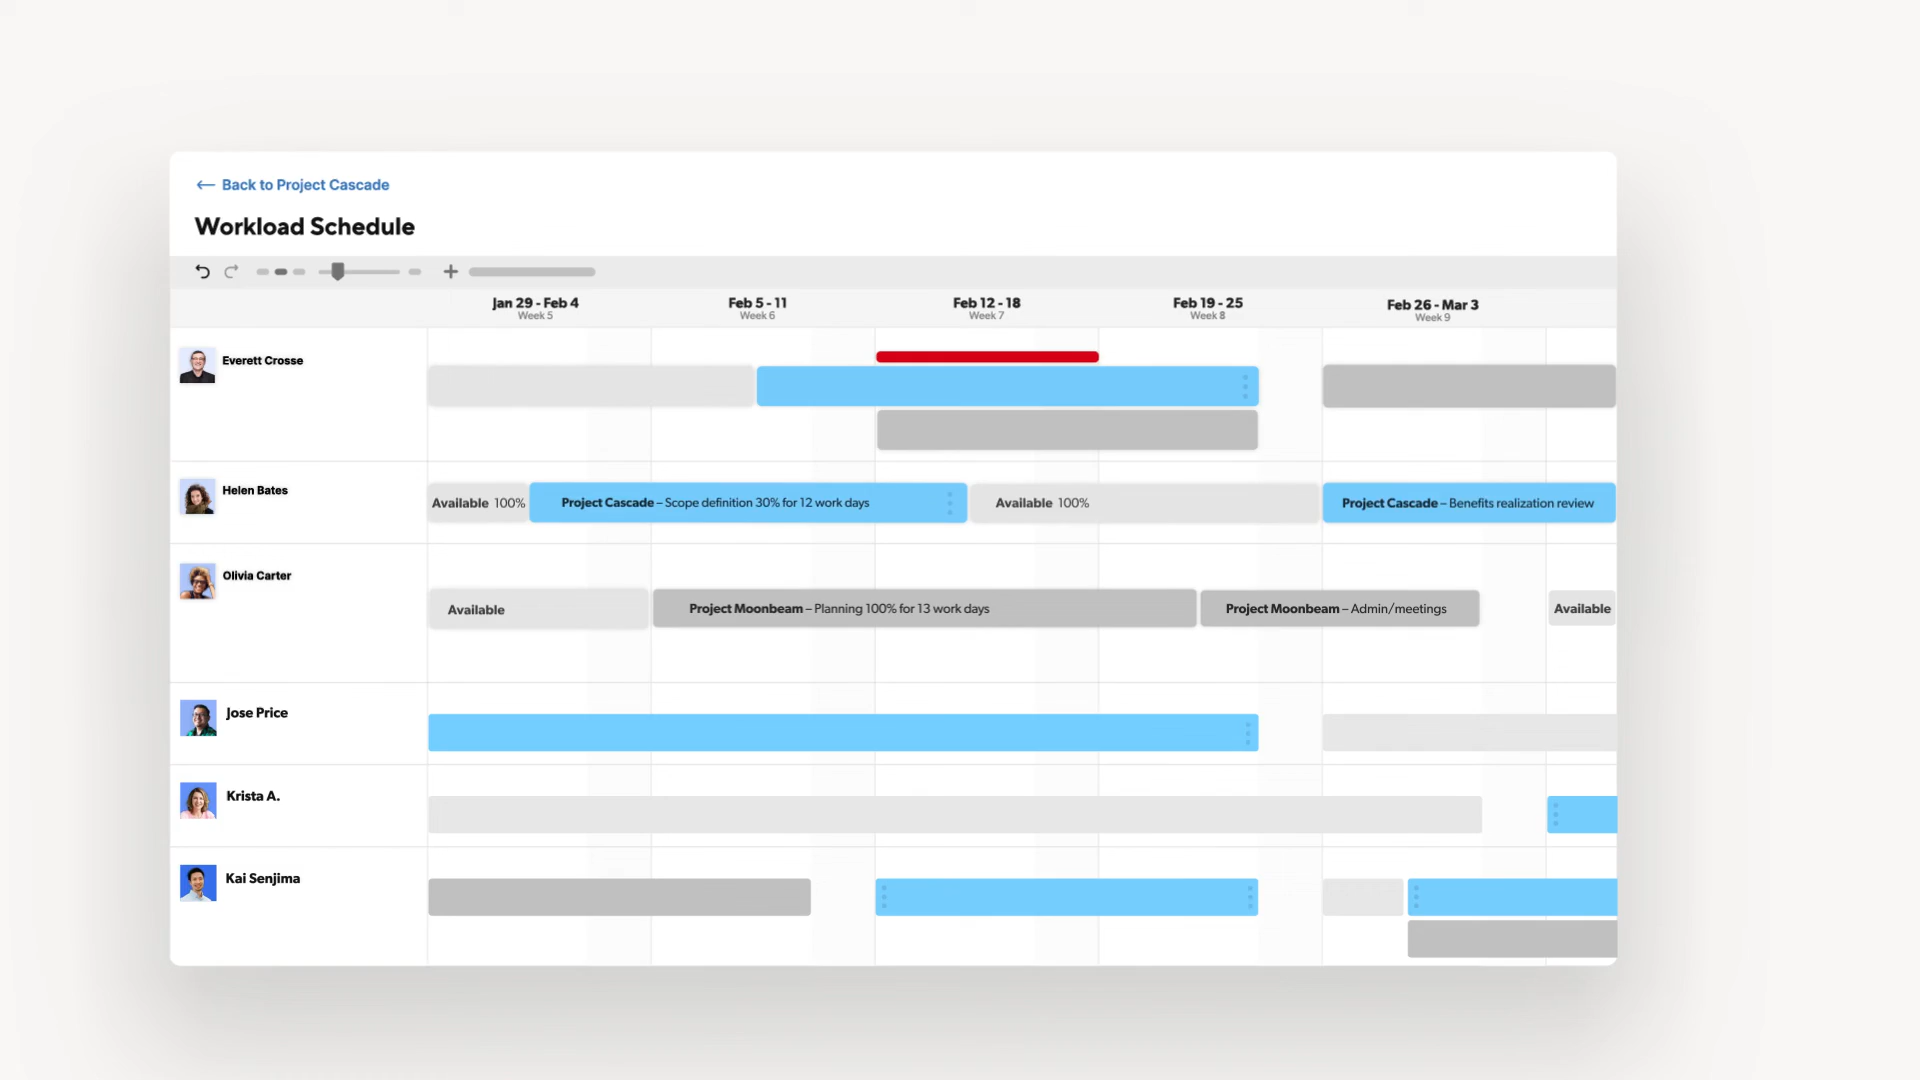 Back to Project Cascade
Workload Schedule
Jan 29 - Feb 4
Week 5
Feb 5 - 11
Week 6
Feb 12 - 18
Week 7
Feb 19 - 25
Week 8
Feb 26 - Mar 3
Week 9
Everett Crosse
Helen Bates
Available 100%
Project Cascade – Scope definition 30% for 12 work days
Available 100%
Project Cascade – Benefits realization review
Olivia Carter
Available
Project Moonbeam – Planning 100% for 13 work days
Project Moonbeam – Admin/meetings
Available
Jose Price
Krista A.
Kai Senjima